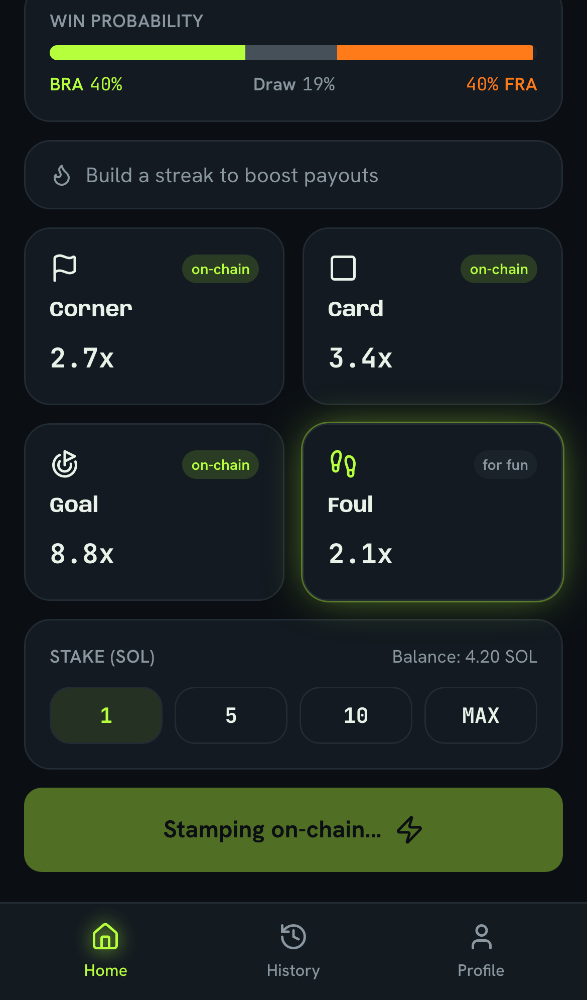 WIN PROBABILITY
BRA 40% Draw 19% 40% FRA
Build a streak to boost payouts
on-chain on-chain
Corner Card
2.7x 3.4x
on-chain for fun
Goal Foul
8.8x 2.1x
STAKE (SOL) Balance: 4.20 SOL
1 5 10 MAX
Stamping on-chain...
Home History Profile